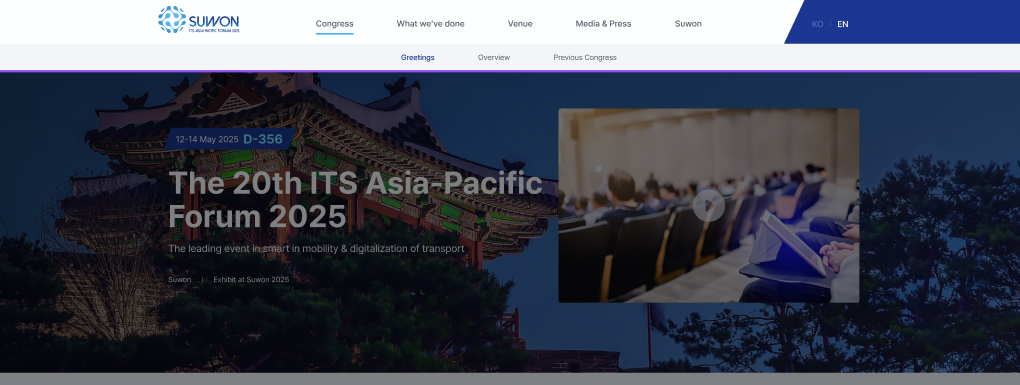 SUWON
ITS ASIA PACIFIC FORUM 2025
Congress
What we've done
Venue
Media & Press
Suwon
KO | EN
Greetings
Overview
Previous Congress
12-14 May 2025 D-356
The 20th ITS Asia-Pacific
Forum 2025
The leading event in smart in mobility & digitalization of transport
Suwon | Exhibit at Suwon 2025